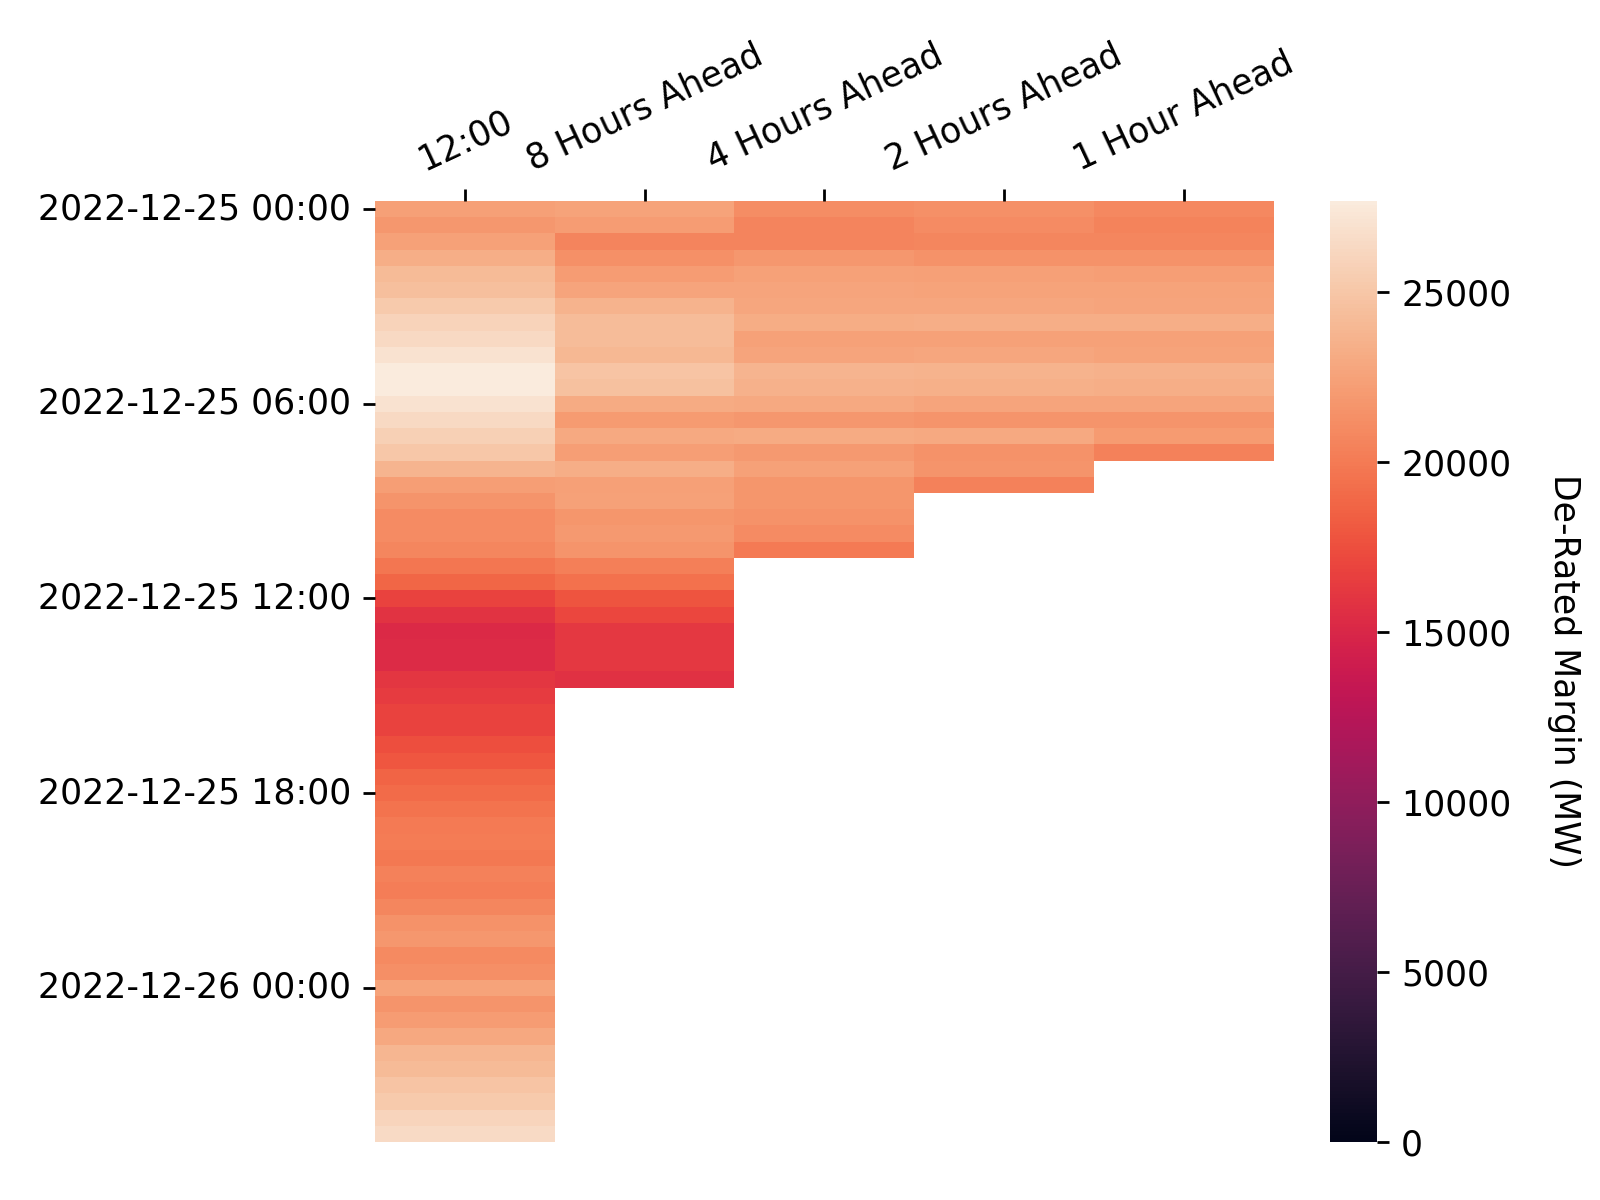 12:00
8 Hours Ahead
4 Hours Ahead
2 Hours Ahead
1 Hour Ahead
2022-12-25 00:00
2022-12-25 06:00
2022-12-25 12:00
2022-12-25 18:00
2022-12-26 00:00
25000
20000
15000
10000
5000
0
De-Rated Margin (MW)